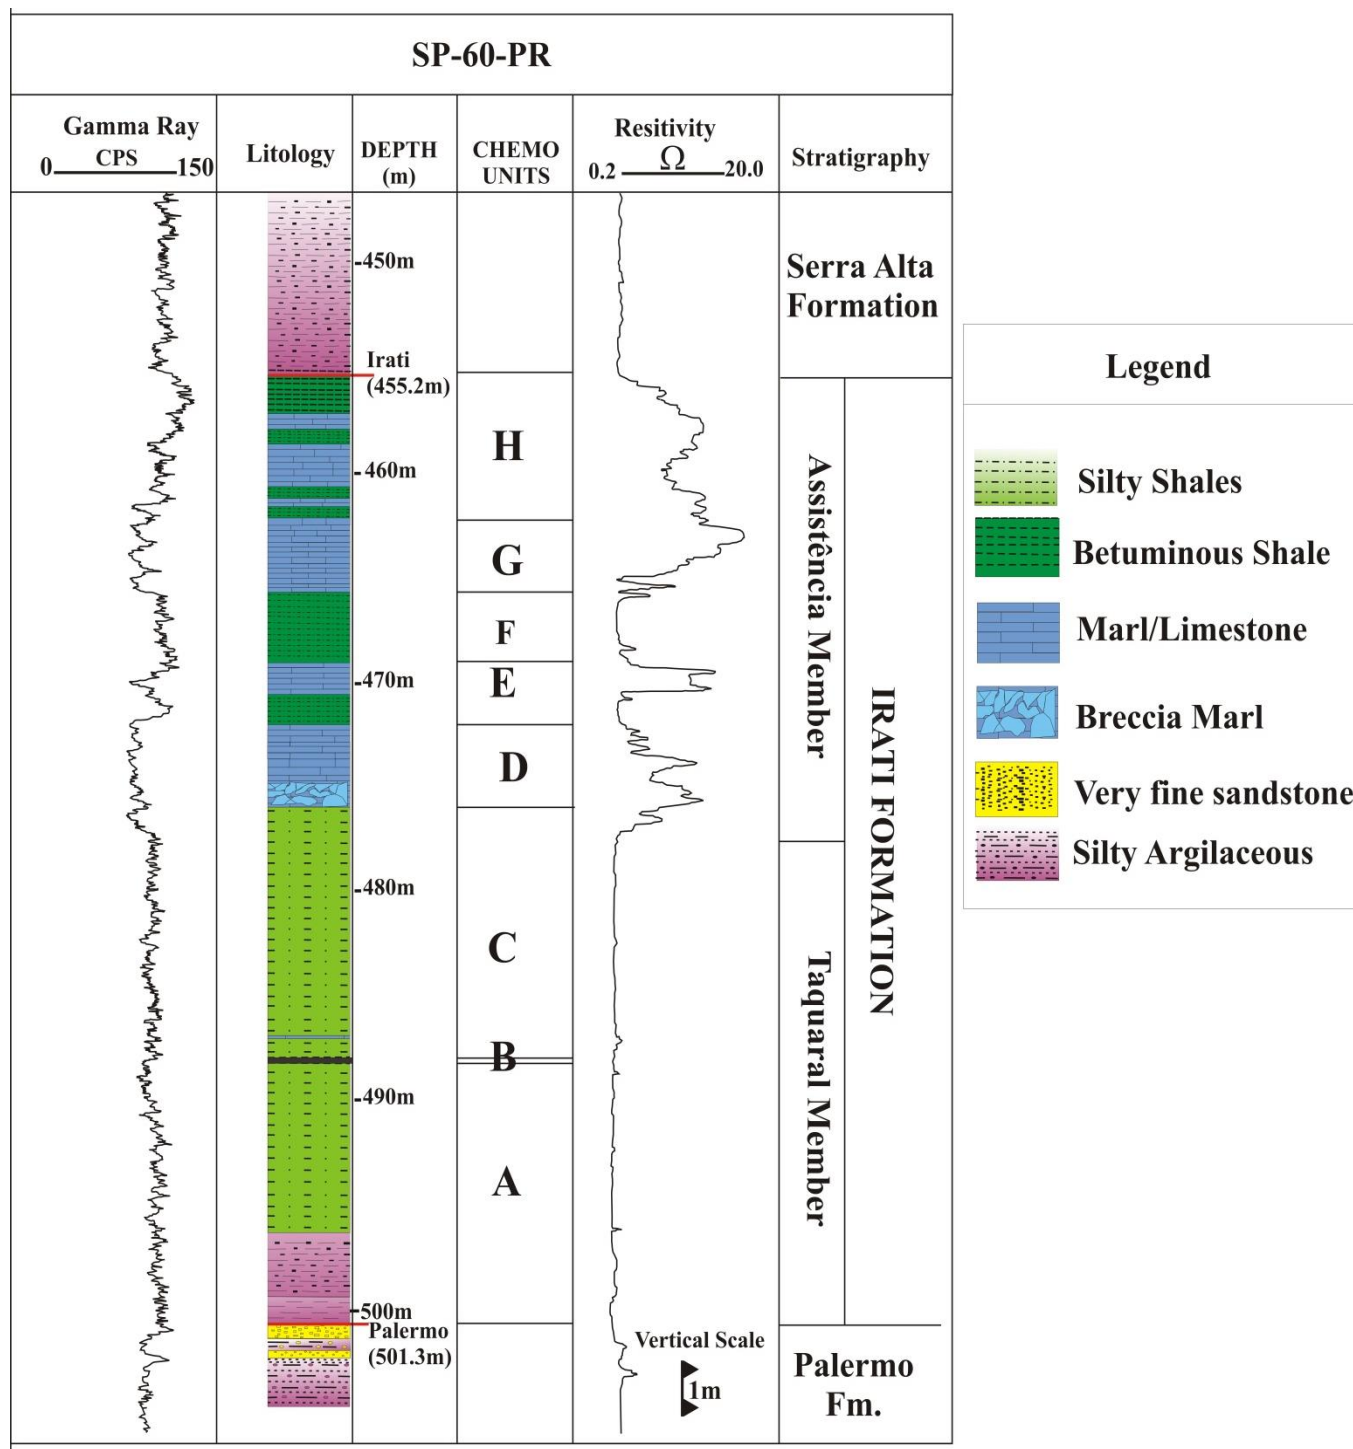 SP-60-PR
Gamma Ray
CPS
0
150
Litology
DEPTH
(m)
CHEMO
UNITS
Resitivity
Ω
0.2
20.0
Stratigraphy
-450m
Irati
(455.2m)
-460m
-470m
-480m
-490m
500m
Palermo
(501.3m)
H
G
F
E
D
C
B
A
Vertical Scale
1m
Serra Alta
Formation
Assistência Member
Taquaral Member
IRATI FORMATION
Palermo
Fm.
Legend
Silty Shales
Betuminous Shale
Marl/Limestone
Breccia Marl
Very fine sandstone
Silty Argilaceous